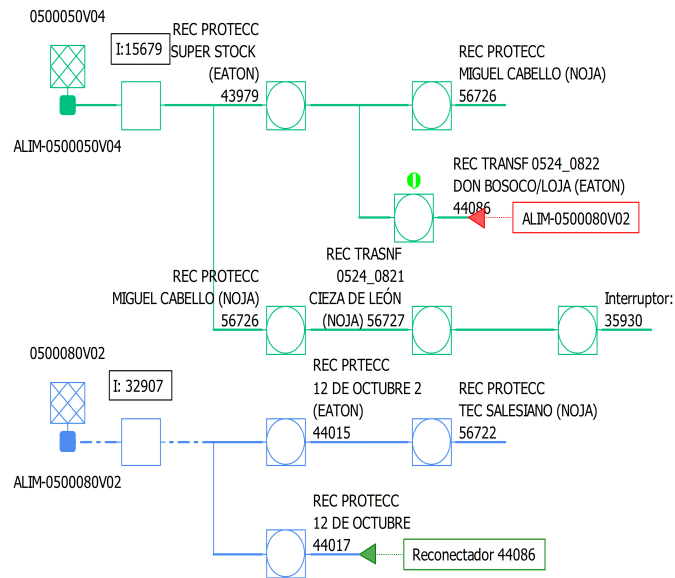 0500050V04
I:15679
ALIM-0500050V04
REC PROTECC
SUPER STOCK
(EATON)
43979
REC PROTECC
MIGUEL CABELLO (NOJA)
56726
REC TRANSF 0524_0822
DON BOSOCO/LOJA (EATON)
44086
ALIM-0500080V02
REC PROTECC
MIGUEL CABELLO (NOJA)
56726
REC TRASNF
0524_0821
CIEZA DE LEÓN
(NOJA) 56727
Interruptor:
35930
0500080V02
I: 32907
ALIM-0500080V02
REC PRTECC
12 DE OCTUBRE 2
(EATON)
44015
REC PROTECC
TEC SALESIANO (NOJA)
56722
REC PROTECC
12 DE OCTUBRE
44017
Reconectador 44086